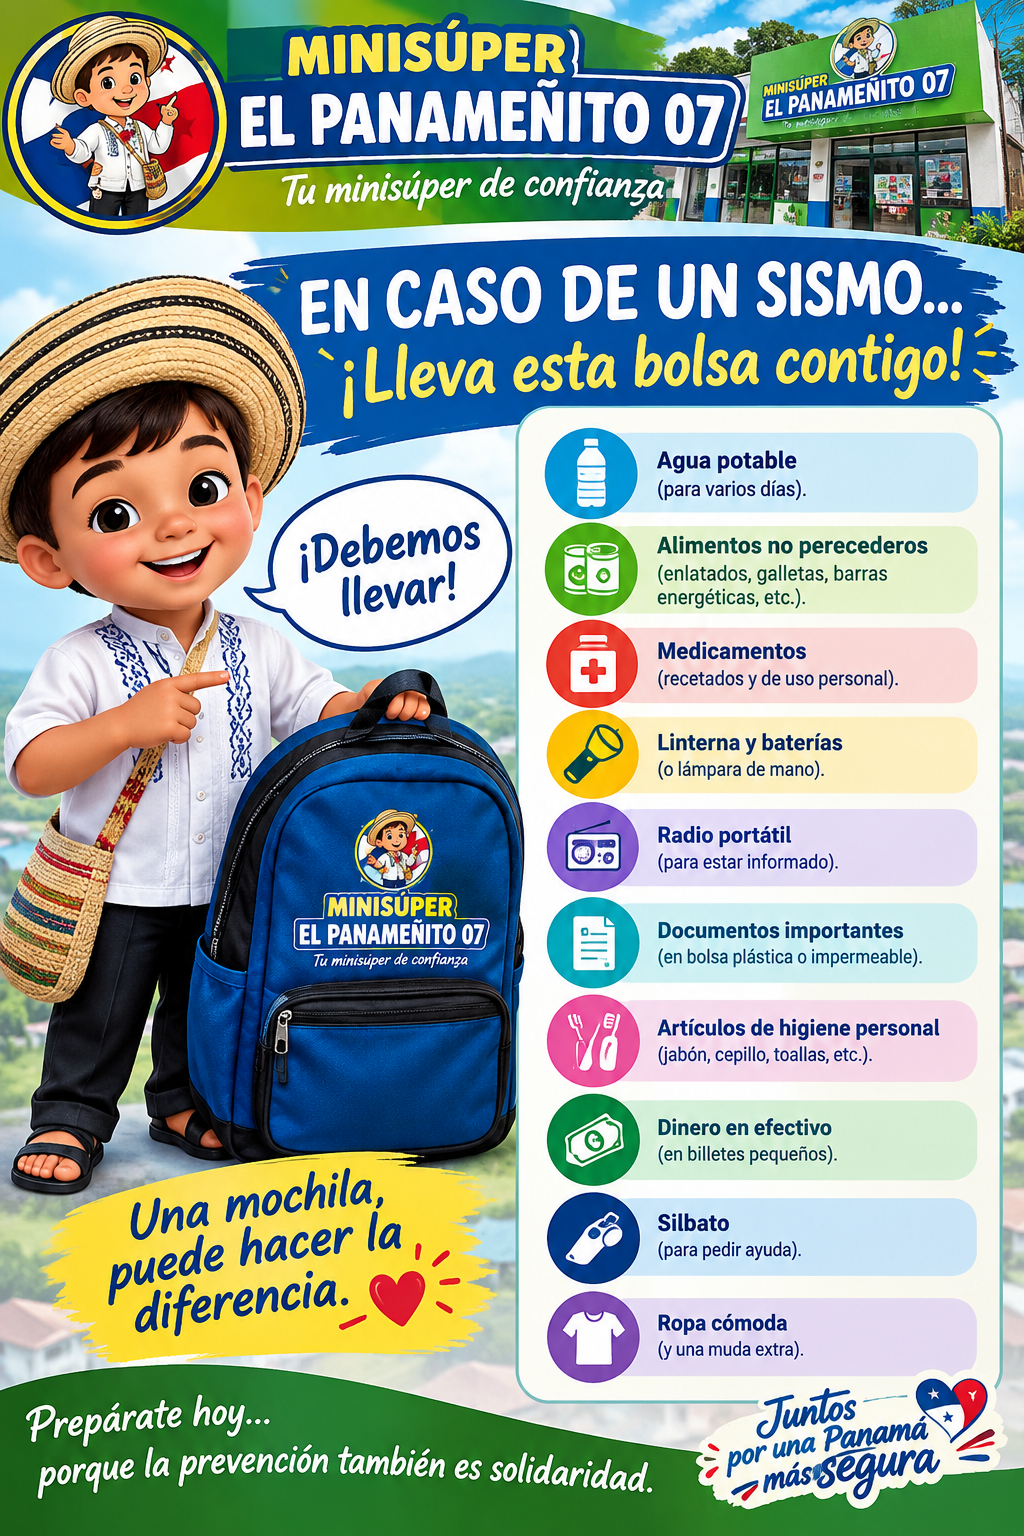 MINISÚPER
EL PANAMEÑITO 07
Tu minisúper de confianza
MINISÚPER
EL PANAMEÑITO 07
EN CASO DE UN SISMO...
¡Lleva esta bolsa contigo!
¡Debemos
llevar!
MINISÚPER
EL PANAMEÑITO 07
Tu minisúper de confianza
Agua potable
(para varios días).
Alimentos no perecederos
(enlatados, galletas, barras
energéticas, etc.).
Medicamentos
(recetados y de uso personal).
Linterna y baterías
(o lámpara de mano).
Radio portátil
(para estar informado).
Documentos importantes
(en bolsa plástica o impermeable).
Artículos de higiene personal
(jabón, cepillo, toallas, etc.).
Dinero en efectivo
(en billetes pequeños).
Silbato
(para pedir ayuda).
Ropa cómoda
(y una muda extra).
Una mochila,
puede hacer la
diferencia.
Prepárate hoy...
porque la prevención también es solidaridad.
Juntos
por una Panamá
más segura